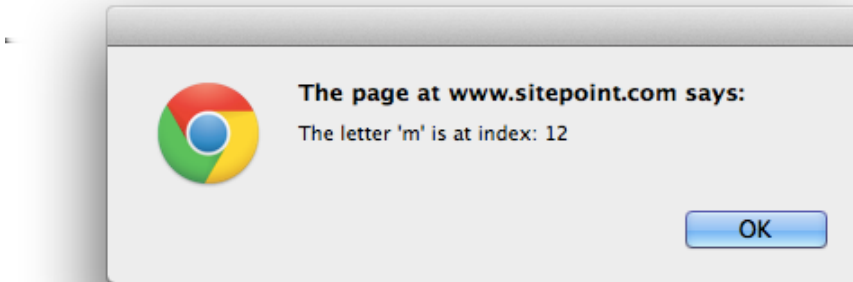 The page at www.sitepoint.com says:
The letter 'm' is at index: 12
OK